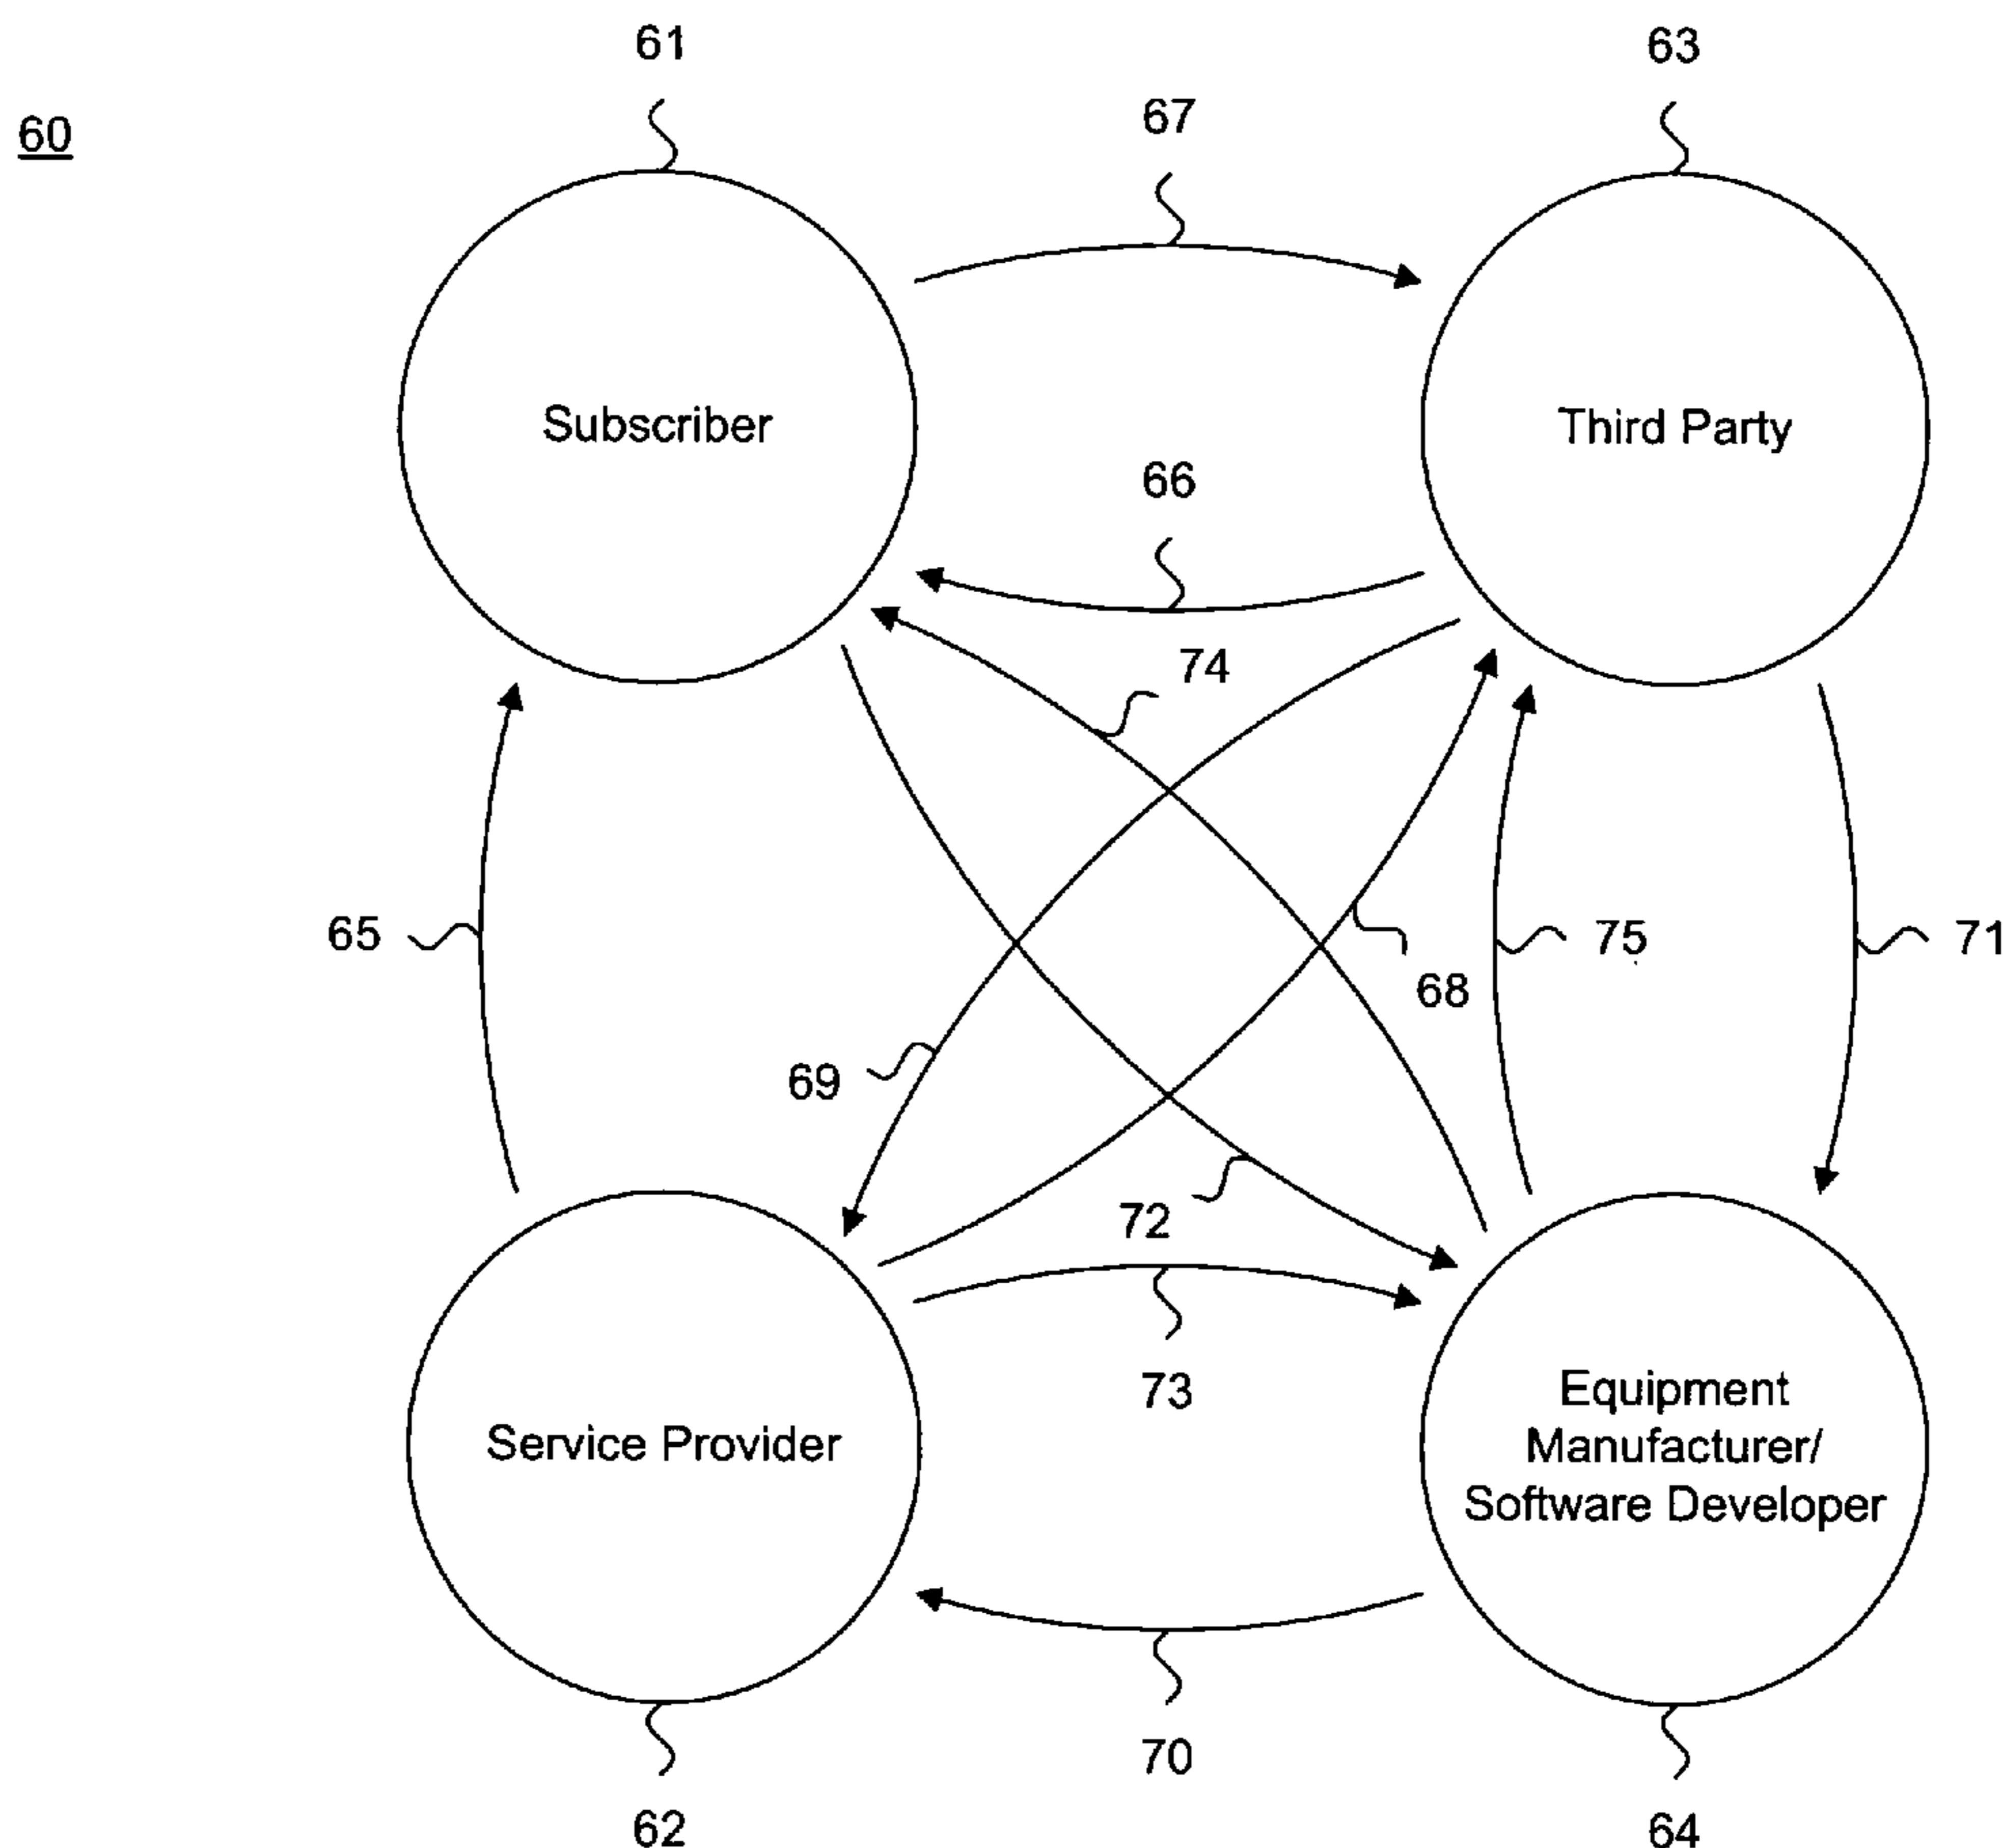 61
63
60
67
Subscriber
Third Party
66
74
65
75
71
68
69
72
73
Equipment
Manufacturer/
Software Developer
Service Provider
70
62
64